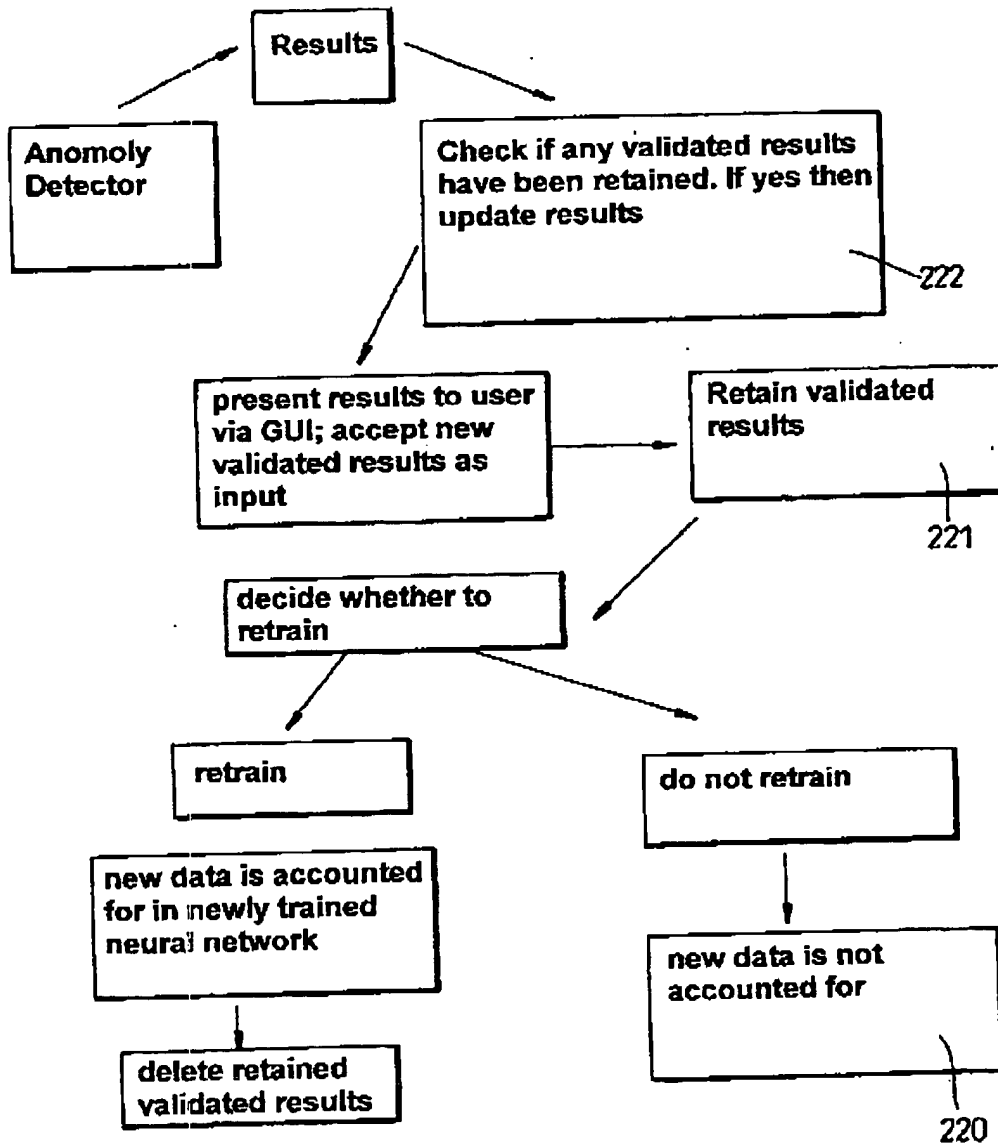 Results
Anomoly
Detector
Check if any validated results
have been retained. If yes then
update results
222
present results to user
via GUI; accept new
validated results as
input
Retain validated
results
221
decide whether to
retrain
retrain
do not retrain
new data is accounted
for in newly trained
neural network
new data is not
accounted for
delete retained
validated results
220